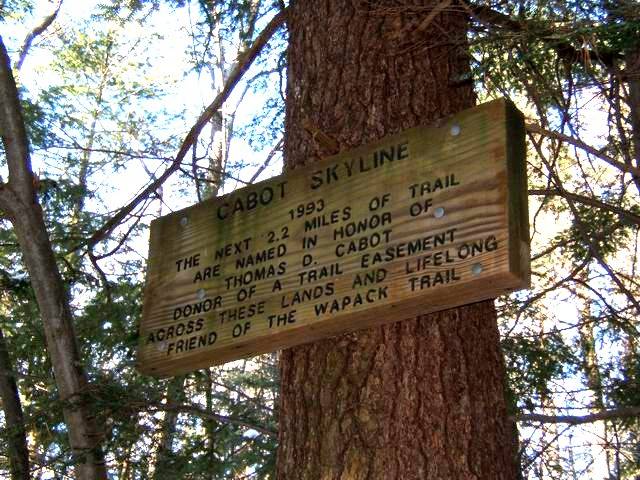 CABOT SKYLINE
1993
THE NEXT 2.2 MILES OF TRAIL
ARE NAMED IN HONOR OF
THOMAS D. CABOT
DONOR OF A TRAIL EASEMENT
ACROSS THESE LANDS AND LIFELONG
FRIEND OF THE WAPACK TRAIL